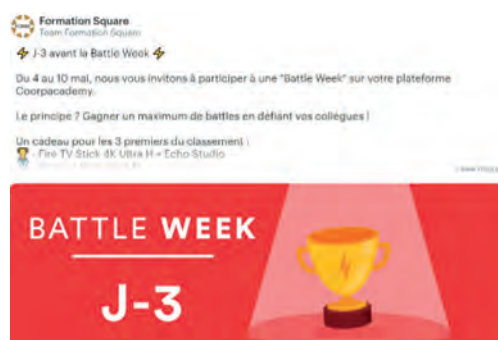 Formation Square
Team Formation Square
⚡ J-3 avant la Battle Week ⚡
Du 4 au 10 mai, nous vous invitons à participer à une "Battle Week" sur votre plateforme
Coorpacademy.
Le principe ? Gagner un maximum de battles en défiant vos collègues !
Un cadeau pour les 3 premiers du classement :
🏆 - Fire TV Stick 4K Ultra H + Echo Studio
BATTLE WEEK
J-3